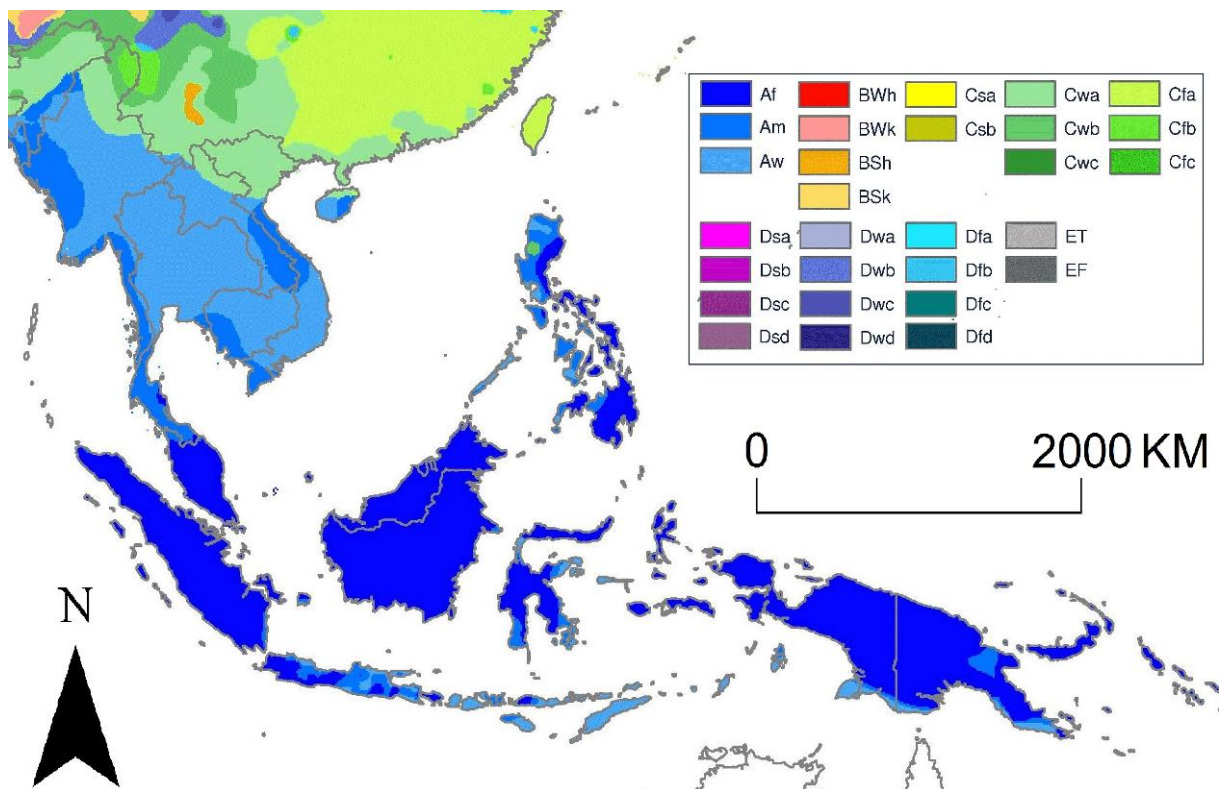 Af BWh Csa Cwa Cfa
Am BWk Csb Cwb Cfb
Aw BSh Cwc Cfc
BSk
Dsa Dwa Dfa ET
Dsb Dwb Dfb EF
Dsc Dwc Dfc
Dsd Dwd Dfd
0 2000 KM
N